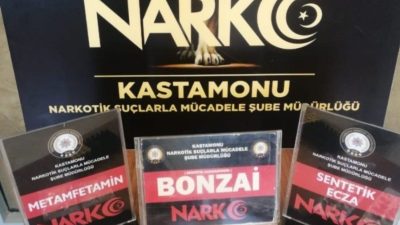 NARKO
KASTAMONU
NARKOTİK SUÇLARLA MÜCADELE ŞUBE MÜDÜRLÜĞÜ
KASTAMONU
NARKOTİK SUÇLARLA MÜCADELE
ŞUBE MÜDÜRLÜĞÜ
METAMFETAMİN
NARKO
KASTAMONU
NARKOTİK SUÇLARLA MÜCADELE
ŞUBE MÜDÜRLÜĞÜ
BONZAİ
NARKO
KASTAMONU
NARKOTİK SUÇLARLA MÜCADELE
ŞUBE MÜDÜRLÜĞÜ
SENTETİK
ECZA
NARKO